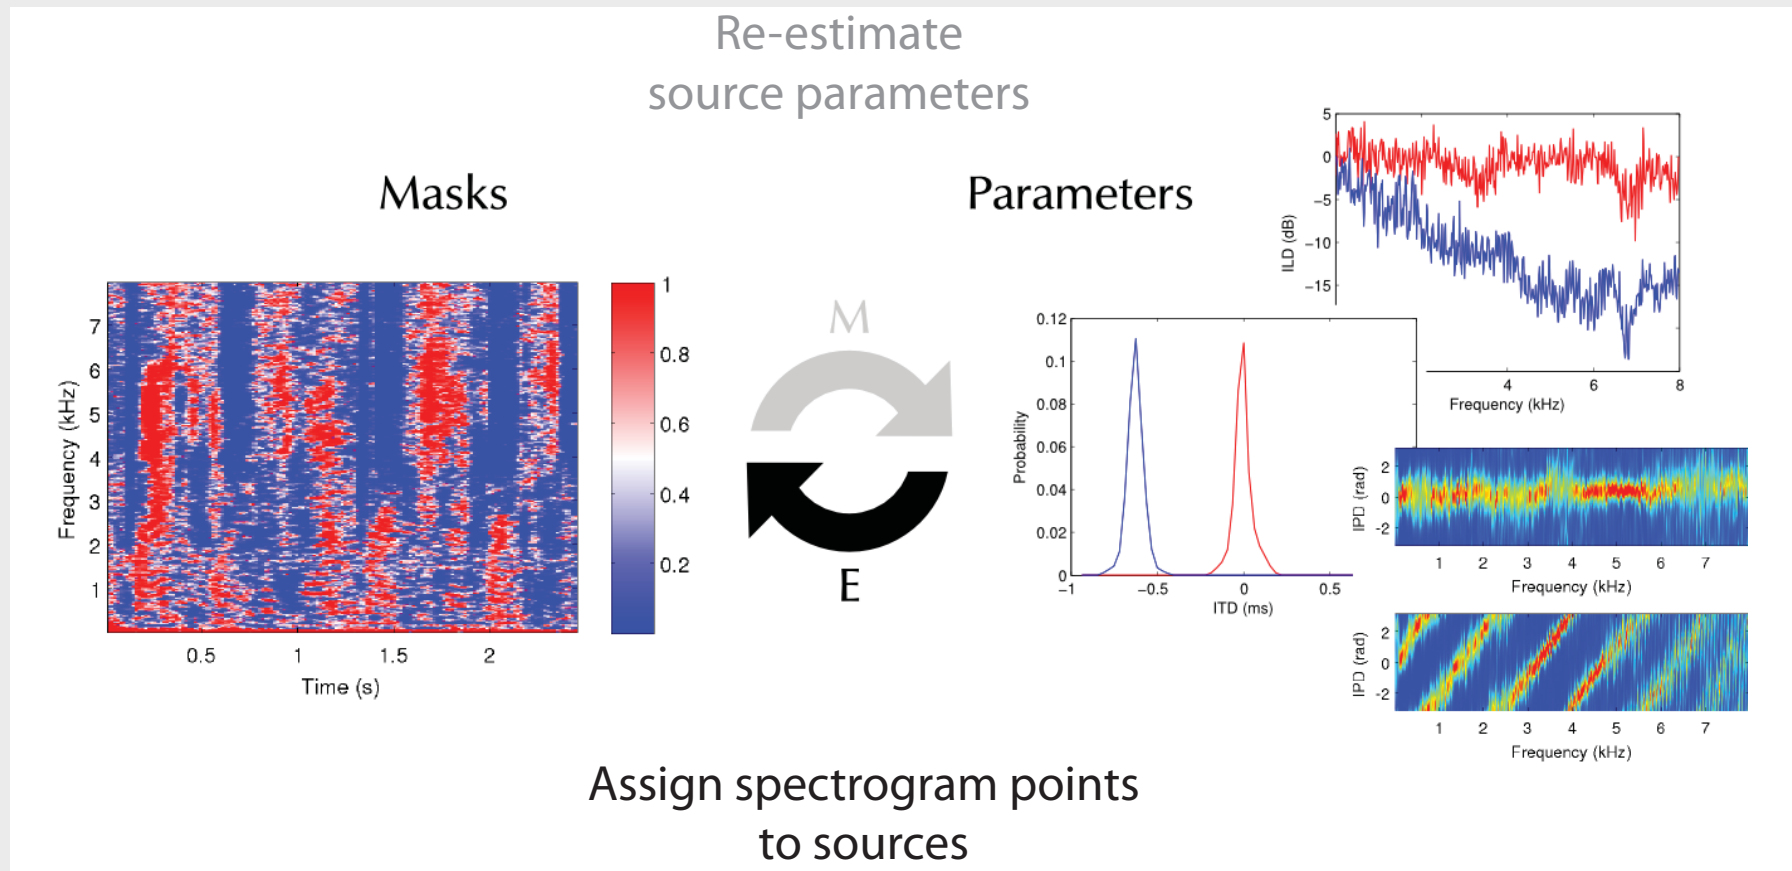 Re-estimate
source parameters
Masks
Parameters
M
E
7
6
5
4
3
2
1
Frequency (kHz)
0.5 1 1.5 2
Time (s)
1
0.8
0.6
0.4
0.2
5
0
−5
−10
−15
ILD (dB)
4 6 8
Frequency (kHz)
0.12
0.1
0.08
0.06
0.04
0.02
0
Probability
−1 −0.5 0 0.5
ITD (ms)
2
0
-2
IPD (rad)
1 2 3 4 5 6 7
Frequency (kHz)
2
0
-2
IPD (rad)
1 2 3 4 5 6 7
Frequency (kHz)
Assign spectrogram points
to sources